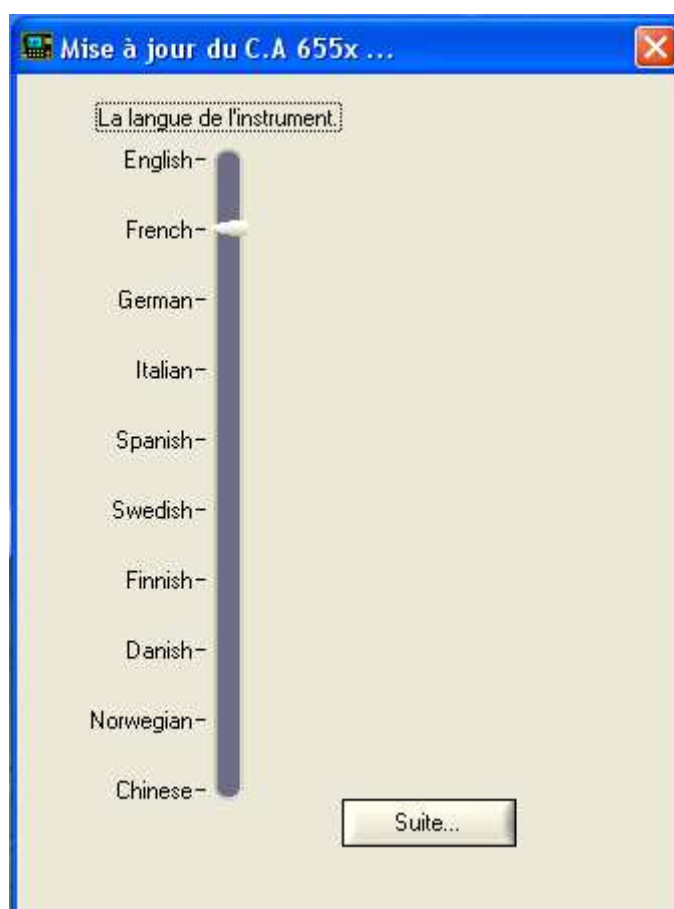 Mise à jour du C.A 655x ...
La langue de l'instrument.
English
French
German
Italian
Spanish
Swedish
Finnish
Danish
Norwegian
Chinese
Suite...